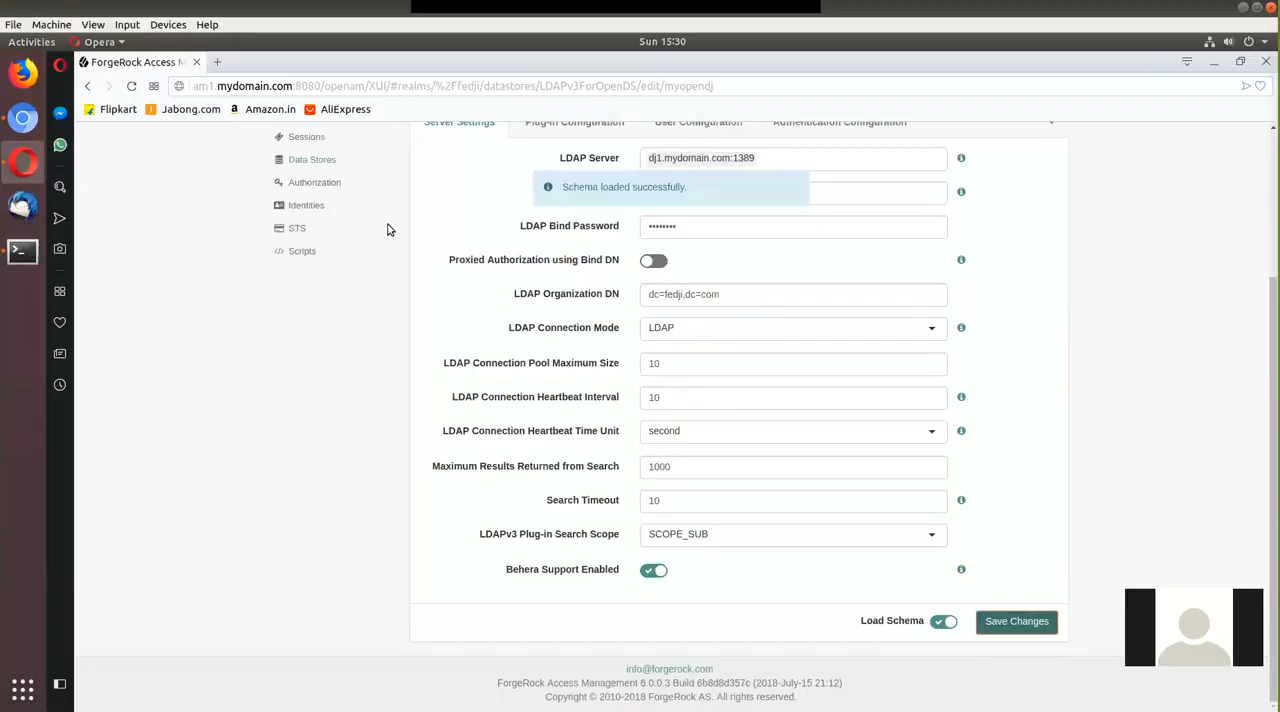 File Machine View Input Devices Help
Activities Opera Sun 15:30
ForgeRock Access M
am1.mydomain.com:8080/openam/XUI/#realms/%2Ffedji/datastores/LDAPv3ForOpenDS/edit/myopendj
Flipkart Jabong.com Amazon.in AliExpress
Server Settings Plug-in Configuration User Configuration Authentication Configuration
Sessions
Data Stores
Authorization
Identities
STS
Scripts
LDAP Server dj1.mydomain.com:1389
Schema loaded successfully.
LDAP Bind Password ••••••••
Proxied Authorization using Bind DN
LDAP Organization DN dc=fedji,dc=com
LDAP Connection Mode LDAP
LDAP Connection Pool Maximum Size 10
LDAP Connection Heartbeat Interval 10
LDAP Connection Heartbeat Time Unit second
Maximum Results Returned from Search 1000
Search Timeout 10
LDAPv3 Plug-in Search Scope SCOPE_SUB
Behera Support Enabled
Load Schema Save Changes
info@forgerock.com
ForgeRock Access Management 6.0.0.3 Build 6b8d8d357c (2018-July-15 21:12)
Copyright © 2010-2018 ForgeRock AS. All rights reserved.